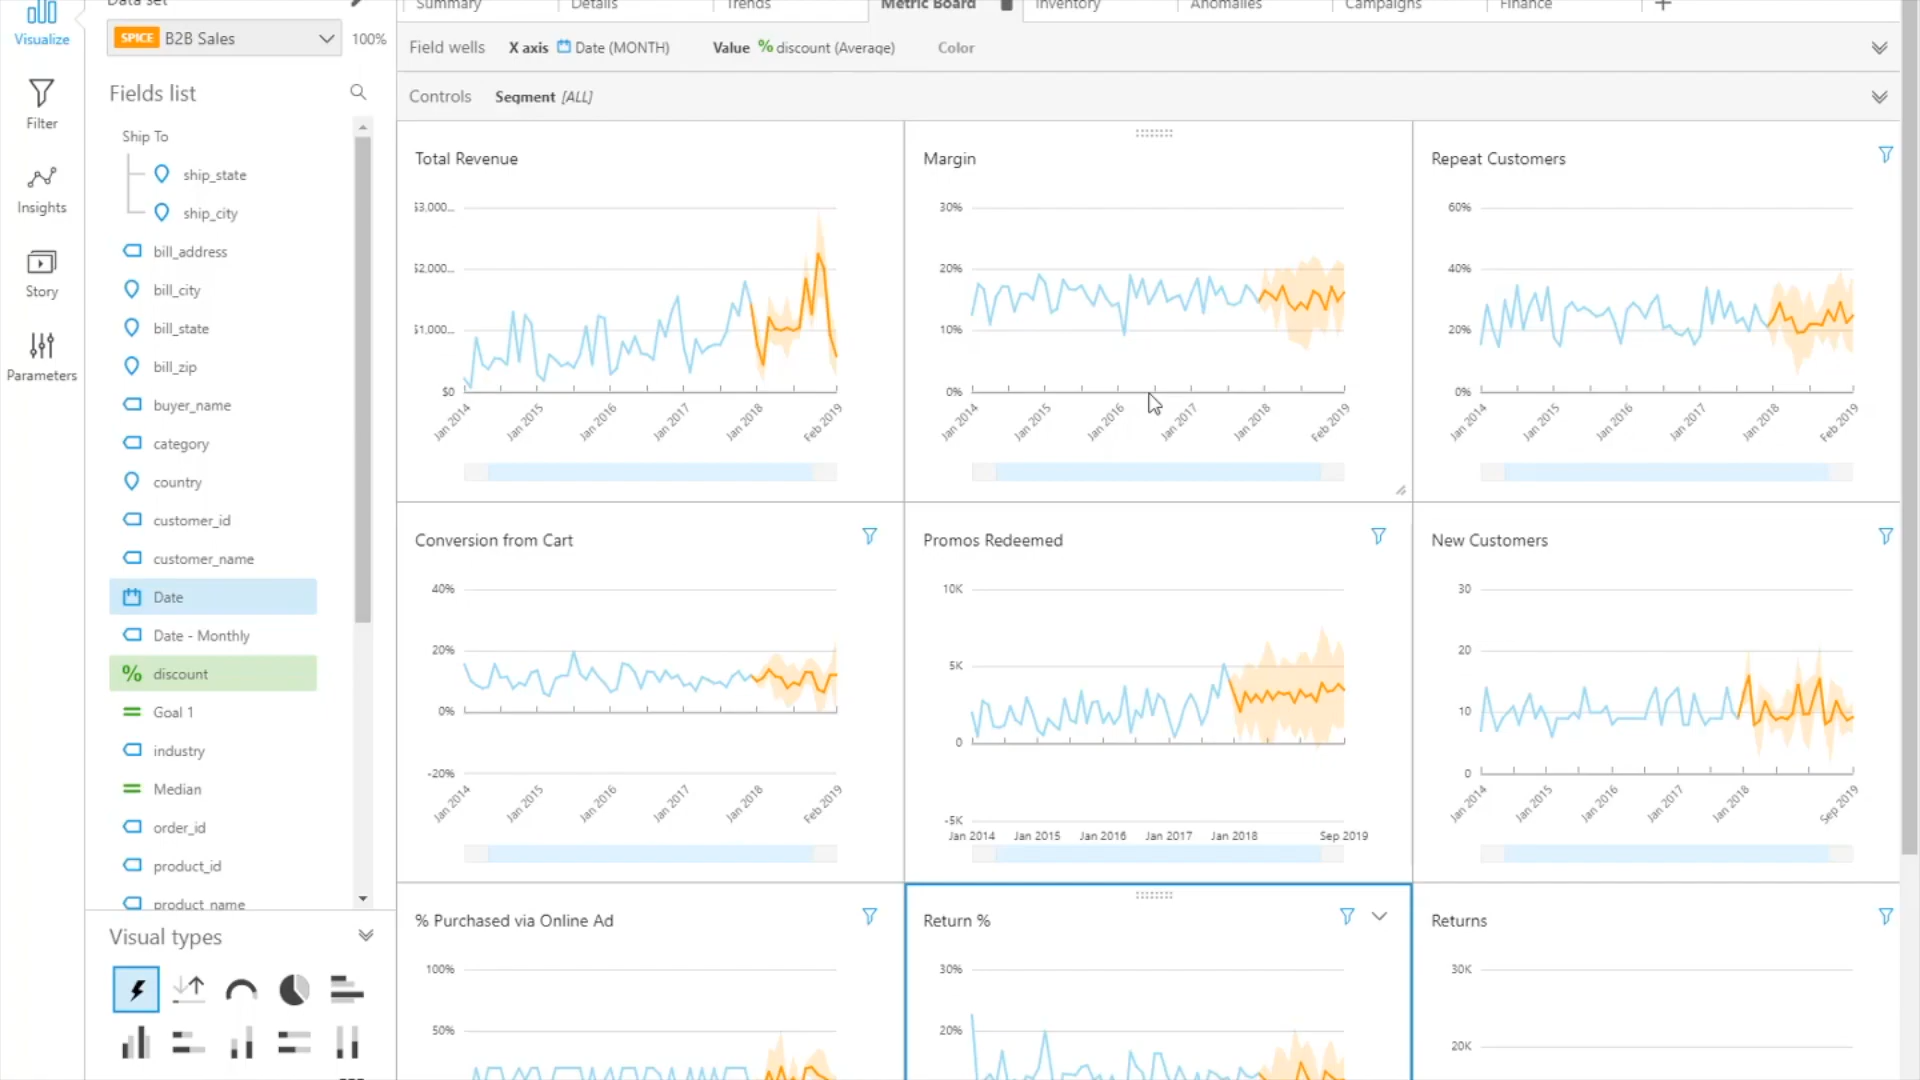 Data set
Summary
Details
Trends
Metric Board
Inventory
Anomalies
Campaigns
Finance
Visualize
SPICE B2B Sales
100%
Field wells X axis Date (MONTH) Value % discount (Average) Color
Controls Segment [ALL]
Filter
Insights
Story
Parameters
Fields list
Ship To
ship_state
ship_city
bill_address
bill_city
bill_state
bill_zip
buyer_name
category
country
customer_id
customer_name
Date
Date - Monthly
% discount
Goal 1
industry
Median
order_id
product_id
product_name
Visual types
Total Revenue
$3,000...
$2,000...
$1,000...
$0
Jan 2014
Jan 2015
Jan 2016
Jan 2017
Jan 2018
Feb 2019
Margin
30%
20%
10%
0%
Jan 2014
Jan 2015
Jan 2016
Jan 2017
Jan 2018
Feb 2019
Repeat Customers
60%
40%
20%
0%
Jan 2014
Jan 2015
Jan 2016
Jan 2017
Jan 2018
Feb 2019
Conversion from Cart
40%
20%
0%
-20%
Jan 2014
Jan 2015
Jan 2016
Jan 2017
Jan 2018
Feb 2019
Promos Redeemed
10K
5K
0
-5K
Jan 2014 Jan 2015 Jan 2016 Jan 2017 Jan 2018 Sep 2019
New Customers
30
20
10
0
Jan 2014
Jan 2015
Jan 2016
Jan 2017
Jan 2018
Sep 2019
% Purchased via Online Ad
100%
50%
Return %
30%
20%
Returns
30K
20K